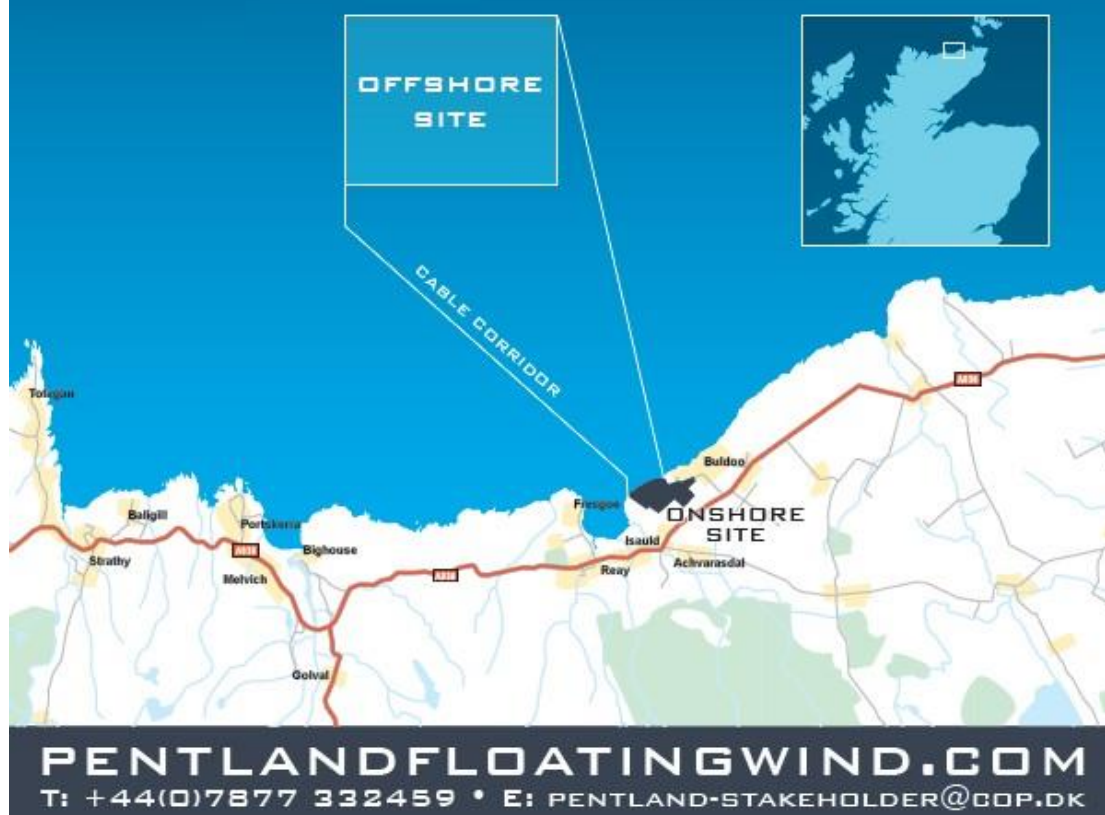 OFFSHORE
SITE
CABLE CORRIDOR
Totegan
Baligill
Portskerra
Strathy
A836
Bighouse
Melvich
A836
Golval
Fresgoe
Isauld
Reay
Achvarasdal
Buldoo
ONSHORE
SITE
A836
PENTLANDFLOATINGWIND.COM
T: +44(0)7877 332459 • E: PENTLAND-STAKEHOLDER@COP.DK